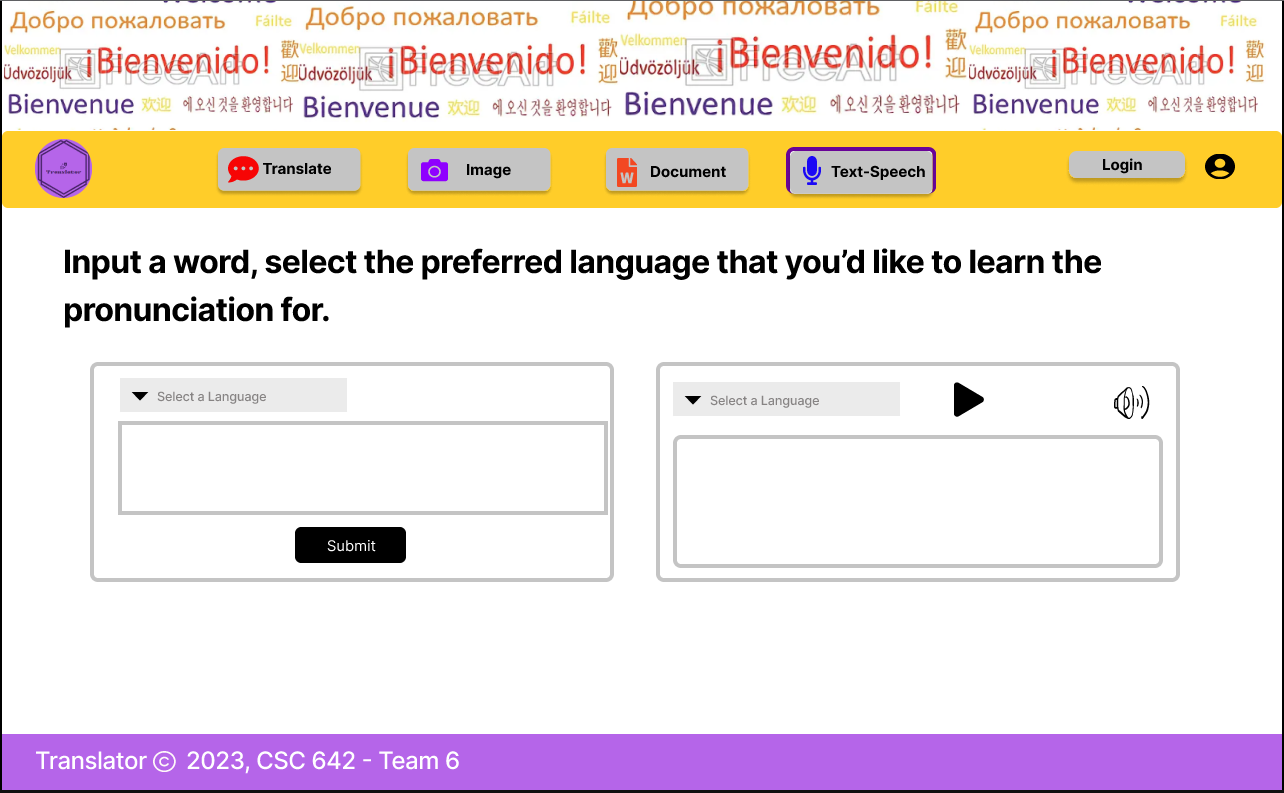 Welcome
Welcome
Добро пожаловать Fáilte Добро пожаловать Fáilte Добро пожаловать Fáilte Добро пожаловать Fáilte
Velkommen Velkommen Velkommen Velkommen
Üdvözöljük ¡Bienvenido! 歡迎 Üdvözöljük ¡Bienvenido! 歡迎 Üdvözöljük ¡Bienvenido! 歡迎 Üdvözöljük ¡Bienvenido! 歡迎
Bienvenue 欢迎 에 오신 것을 환영합니다 Bienvenue 欢迎 에 오신 것을 환영합니다 Bienvenue 欢迎 에 오신 것을 환영합니다 Bienvenue 欢迎 에 오신 것을 환영합니다
Translator
Translate
Image
W
Document
Text-Speech
Login
Input a word, select the preferred language that you’d like to learn the
pronunciation for.
Select a Language
Submit
Select a Language
Translator © 2023, CSC 642 - Team 6